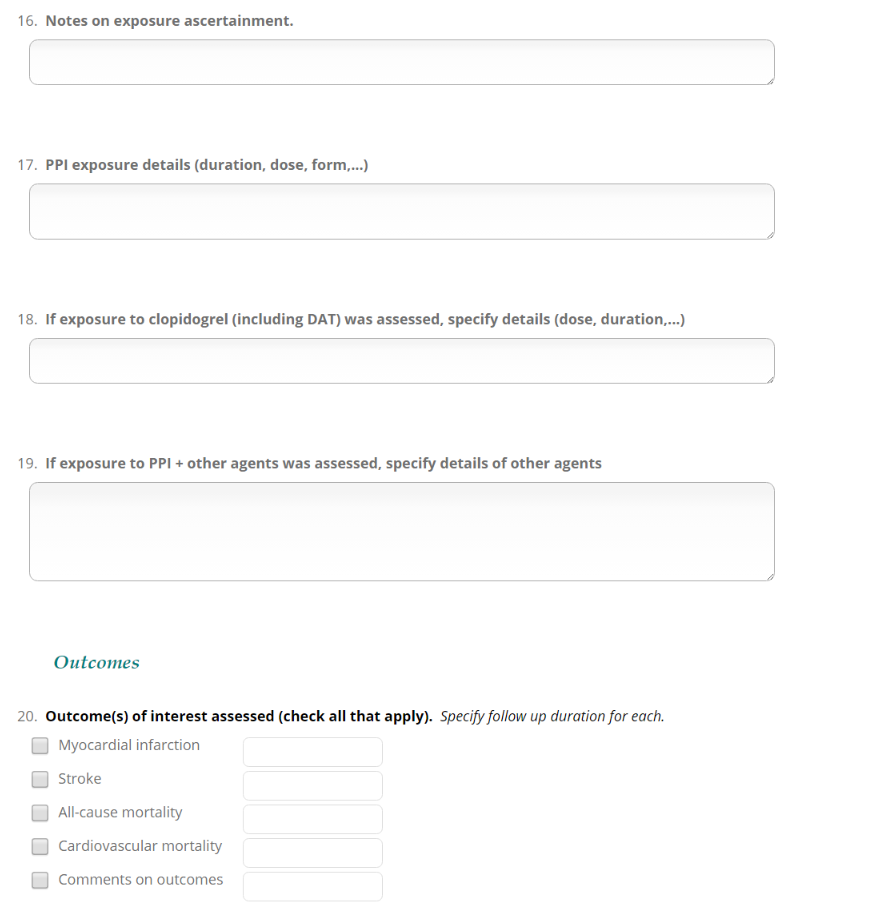 16. Notes on exposure ascertainment.
17. PPI exposure details (duration, dose, form,...)
18. If exposure to clopidogrel (including DAT) was assessed, specify details (dose, duration,...)
19. If exposure to PPI + other agents was assessed, specify details of other agents
Outcomes
20. Outcome(s) of interest assessed (check all that apply). Specify follow up duration for each.
Myocardial infarction
Stroke
All-cause mortality
Cardiovascular mortality
Comments on outcomes